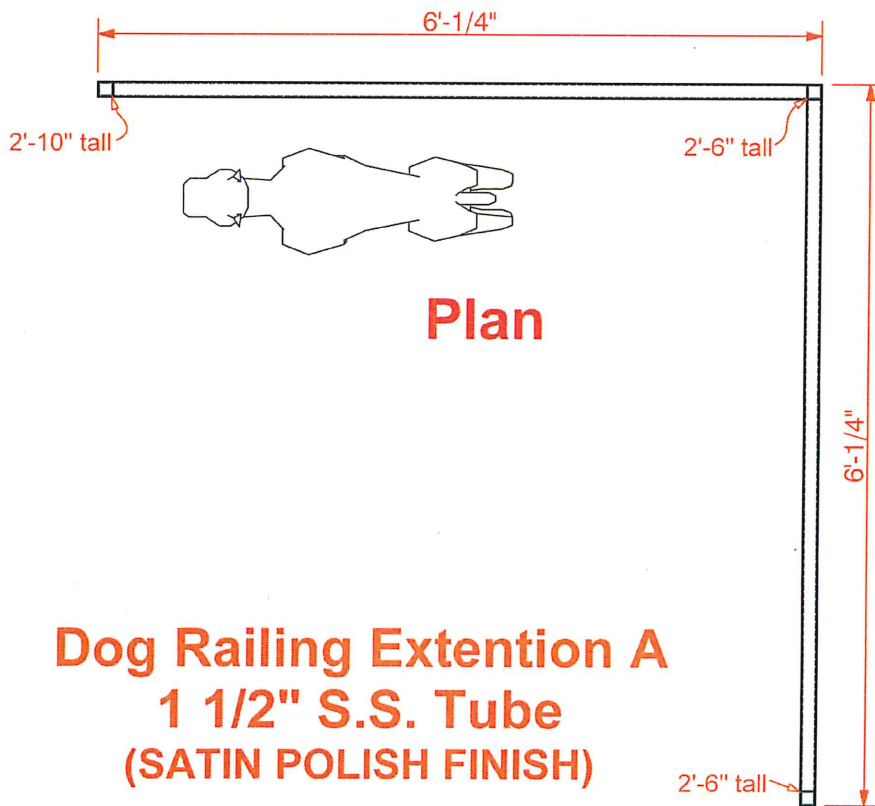 6'-1/4"
2'-10" tall
2'-6" tall
Plan
6'-1/4"
Dog Railing Extention A
1 1/2" S.S. Tube
(SATIN POLISH FINISH)
2'-6" tall